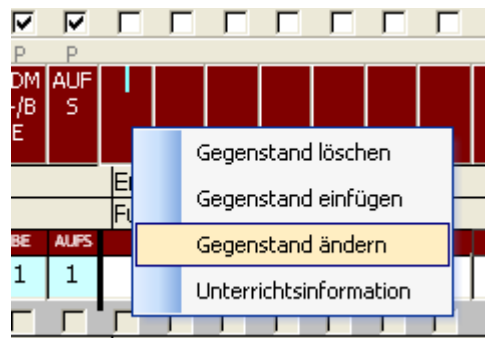 P P
DM AUF
-/B S
E
Gegenstand löschen
Gegenstand einfügen
Gegenstand ändern
Unterrichtsinformation
BE AUFS
1 1